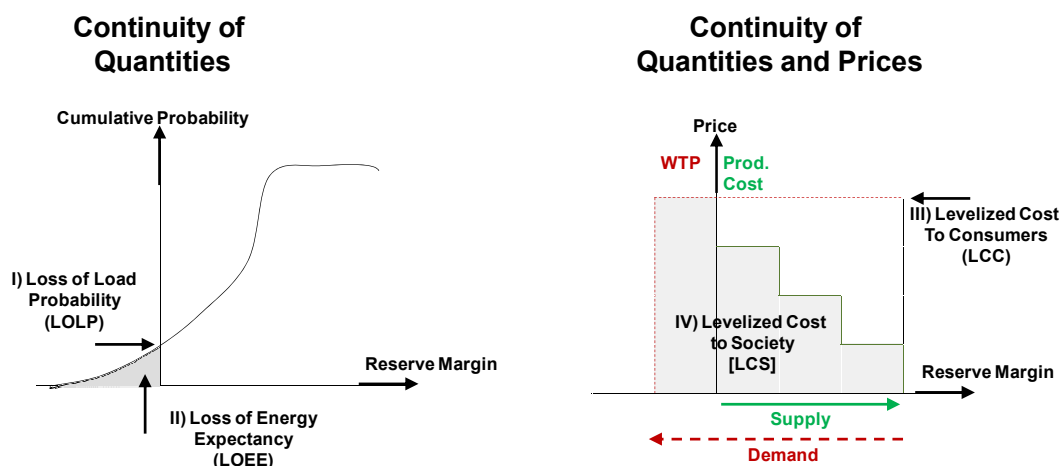 Continuity of
Quantities
Cumulative Probability
I) Loss of Load
Probability
(LOLP)
Reserve Margin
II) Loss of Energy
Expectancy
(LOEE)
Continuity of
Quantities and Prices
Price
WTP
Prod.
Cost
III) Levelized Cost
To Consumers
(LCC)
IV) Levelized Cost
to Society
[LCS]
Reserve Margin
Supply
Demand